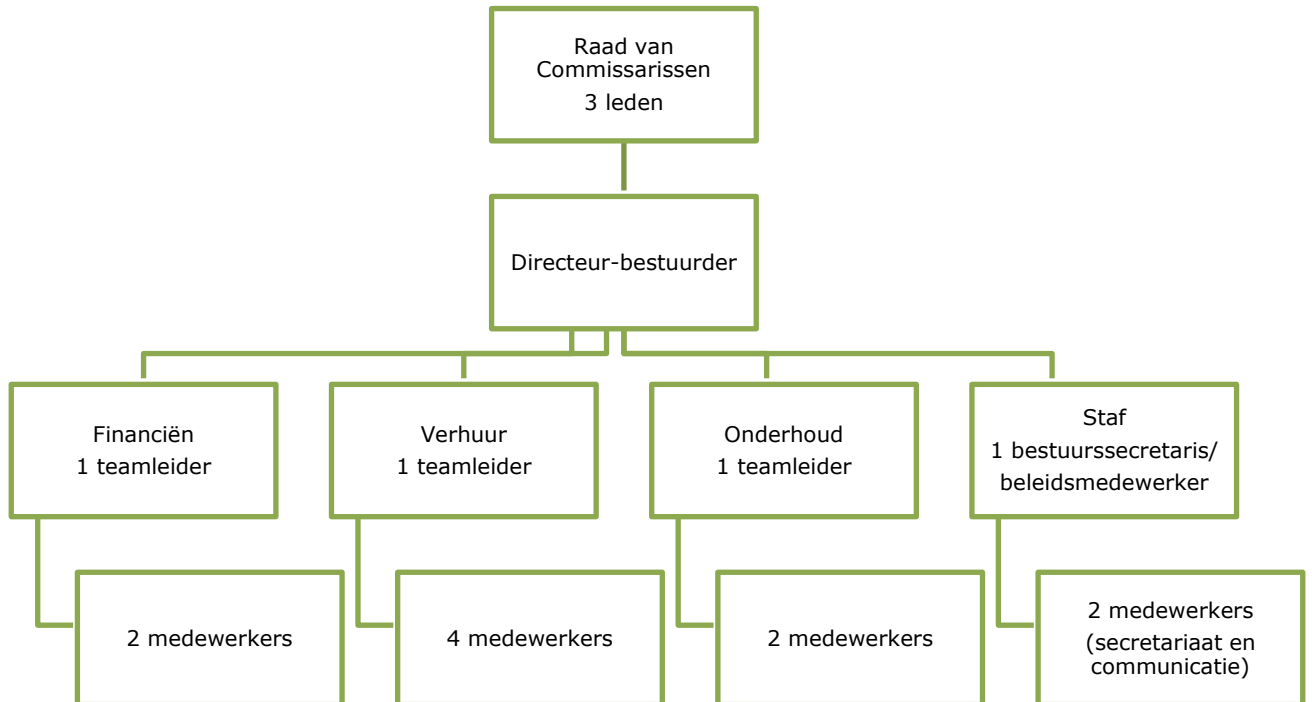 Raad van
Commissarissen
3 leden
Directeur-bestuurder
Financiën
1 teamleider
Verhuur
1 teamleider
Onderhoud
1 teamleider
Staf
1 bestuurssecretaris/
beleidsmedewerker
2 medewerkers
4 medewerkers
2 medewerkers
2 medewerkers
(secretariaat en
communicatie)